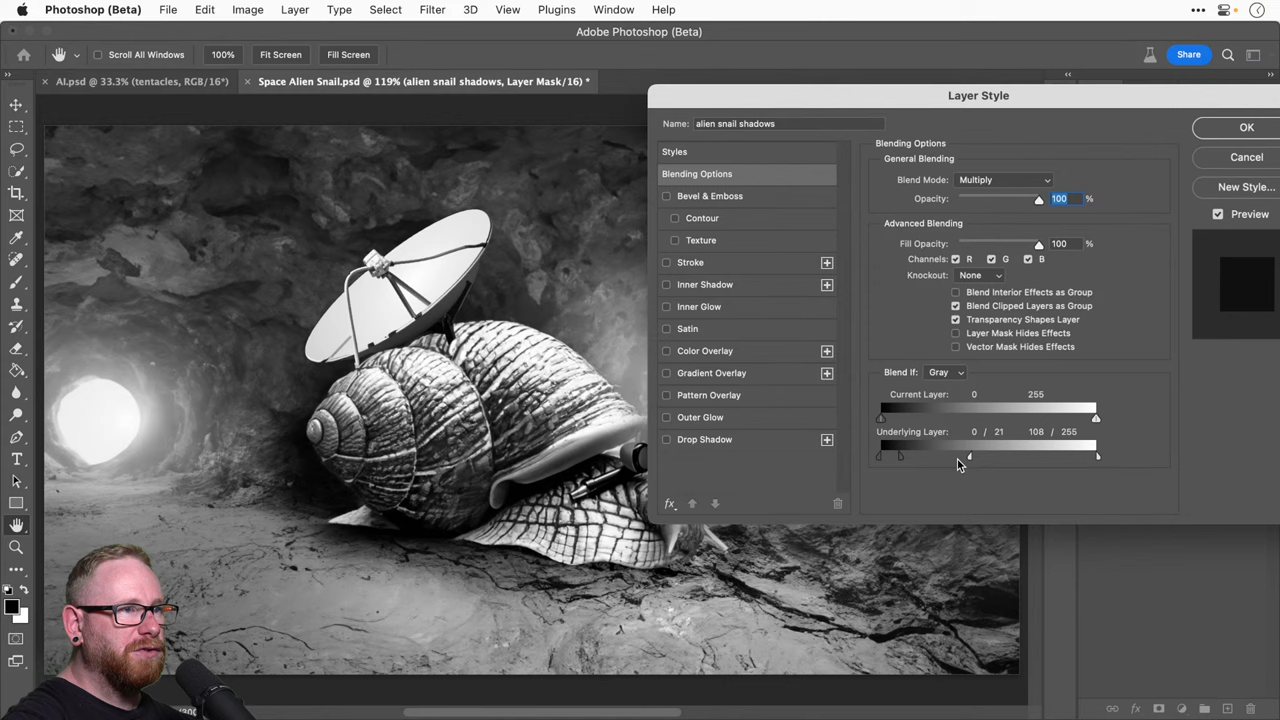 Photoshop (Beta) File Edit Image Layer Type Select Filter 3D View Plugins Window Help
Adobe Photoshop (Beta)
Scroll All Windows 100% Fit Screen Fill Screen Share
AI.psd @ 33.3% (tentacles, RGB/16*) Space Alien Snail.psd @ 119% (alien snail shadows, Layer Mask/16) *
Layer Style
Name: alien snail shadows
Styles
Blending Options
Bevel & Emboss
Contour
Texture
Stroke
Inner Shadow
Inner Glow
Satin
Color Overlay
Gradient Overlay
Pattern Overlay
Outer Glow
Drop Shadow
fx
Blending Options
General Blending
Blend Mode: Multiply
Opacity: 100 %
Advanced Blending
Fill Opacity: 100 %
Channels: R G B
Knockout: None
Blend Interior Effects as Group
Blend Clipped Layers as Group
Transparency Shapes Layer
Layer Mask Hides Effects
Vector Mask Hides Effects
Blend If: Gray
Current Layer: 0 255
Underlying Layer: 0 / 21 108 / 255
OK
Cancel
New Style...
Preview
fx